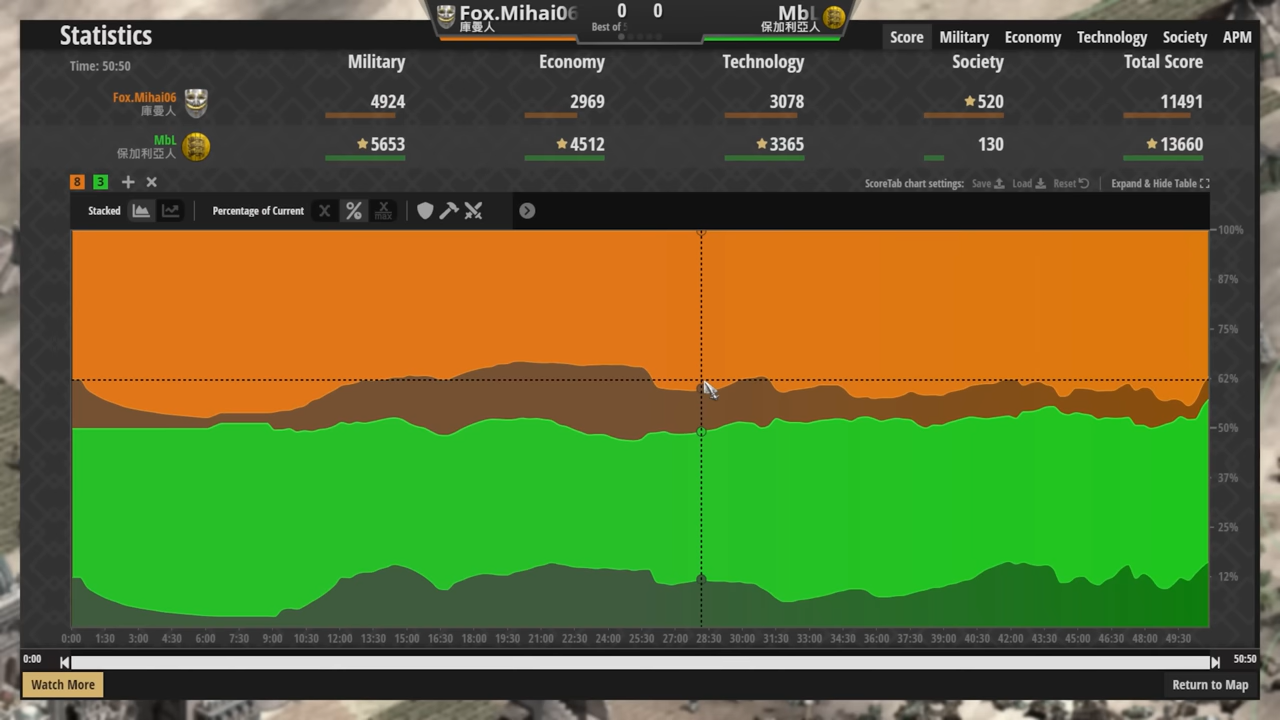 Fox.Mihai06 0 0 MbL
庫曼人 Best of 保加利亞人
Statistics
Score Military Economy Technology Society APM
Time: 50:50 Military Economy Technology Society Total Score
Fox.Mihai06 4924 2969 3078 520 11491
庫曼人
MbL 5653 4512 3365 130 13660
保加利亞人
8 3 ScoreTab chart settings: Save Load Reset Expand & Hide Table
Stacked Percentage of Current X % X max
100%
87%
75%
62%
50%
37%
25%
12%
0:00 1:30 3:00 4:30 6:00 7:30 9:00 10:30 12:00 13:30 15:00 16:30 18:00 19:30 21:00 22:30 24:00 25:30 27:00 28:30 30:00 31:30 33:00 34:30 36:00 37:30 39:00 40:30 42:00 43:30 45:00 46:30 48:00 49:30
0:00 50:50
Watch More Return to Map